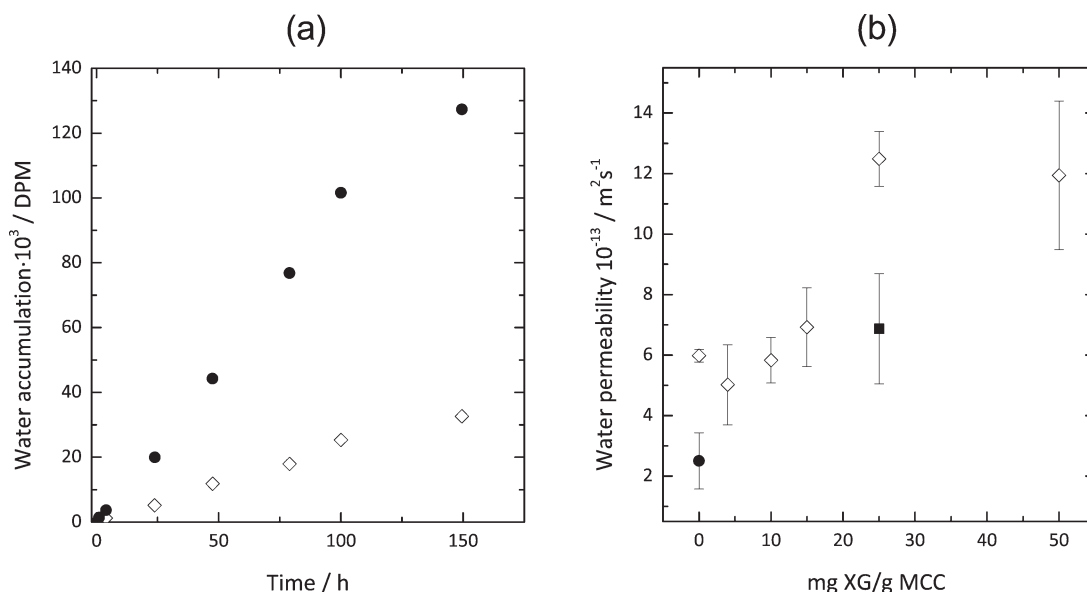 (a)
140
120
100
80
60
40
20
0
0 50 100 150
Water accumulation·10³ / DPM
Time / h
(b)
14
12
10
8
6
4
2
0 10 20 30 40 50
Water permeability 10⁻¹³ / m² s⁻¹
mg XG/g MCC